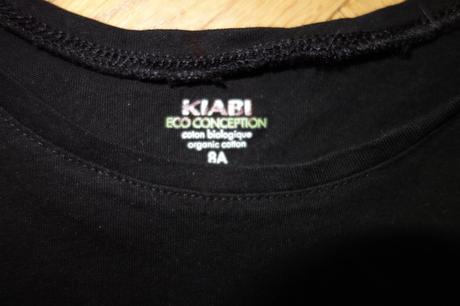 KIABI
ECO CONCEPTION
coton biologique
organic cotton
8A